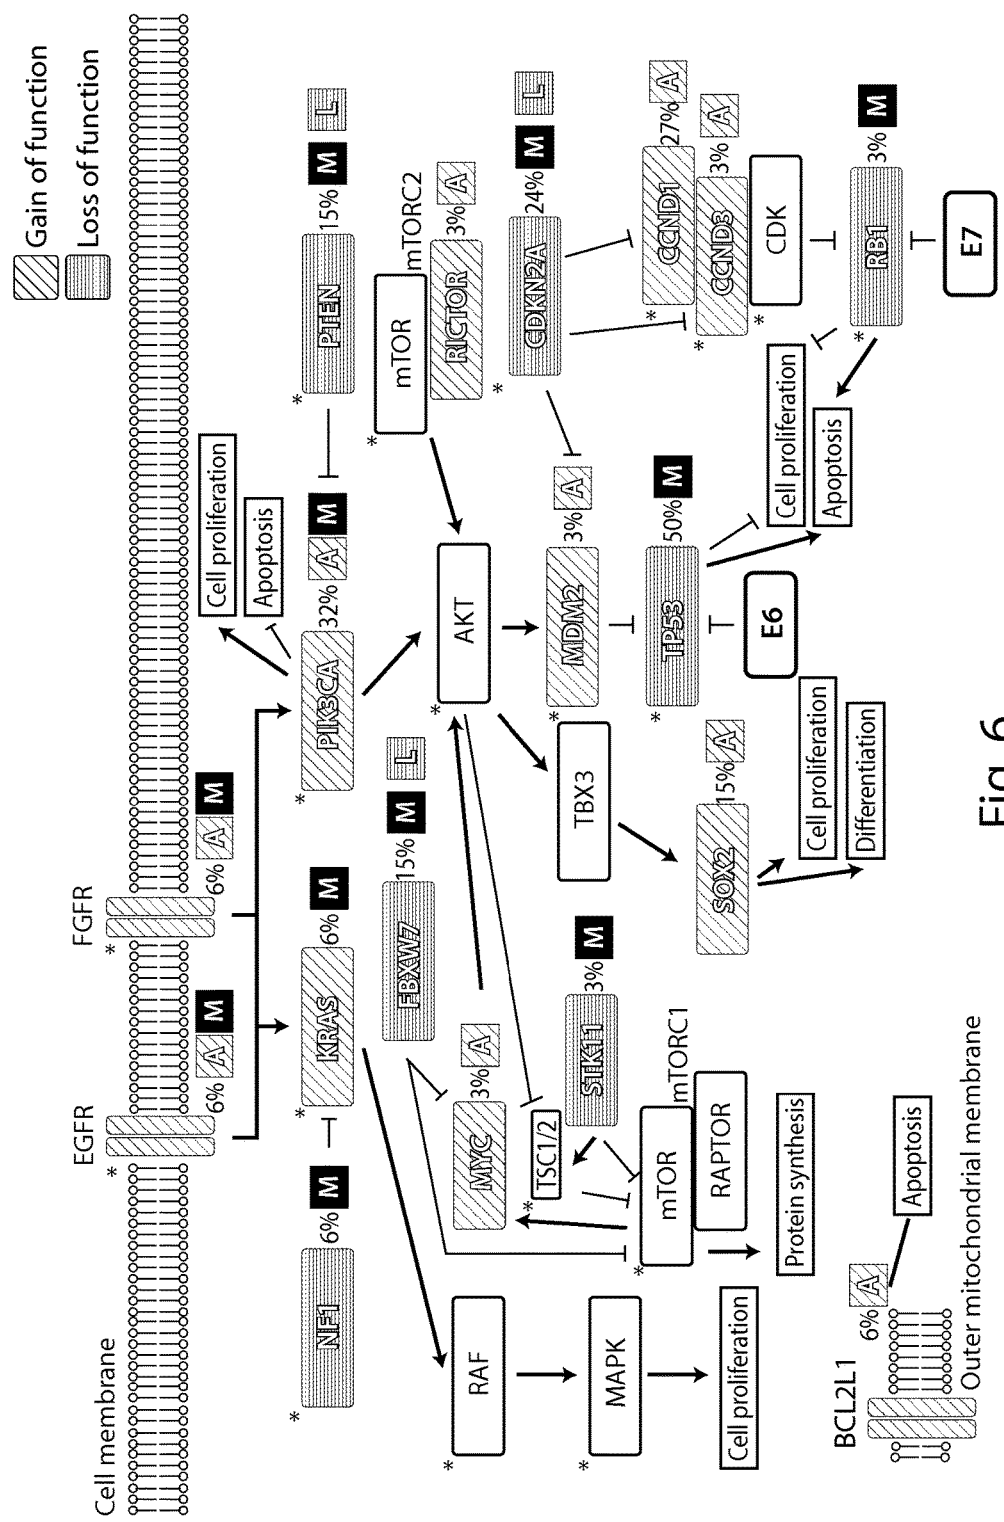 Gain of function
Loss of function
Cell membrane
EGFR
FGFR
*
*
6% A M
6% A M
Cell proliferation
Apoptosis
* NF1 6% M
* KRAS 6% M
* PIK3CA 32% A M
* PTEN 15% M L
FBXW7 15% M L
* mTOR
mTORC2
RICTOR 3% A
* RAF
MYC 3% A
* AKT
* CDKN2A 24% M L
* TSC1/2
STK11 3% M
TBX3
* MDM2 3% A
* MAPK
* mTOR
mTORC1
RAPTOR
* TP53 50% M
* CCND1 27% A
* CCND3 3% A
* CDK
Cell proliferation
Protein synthesis
SOX2 15% A
E6
Cell proliferation
Apoptosis
* RB1 3% M
E7
Cell proliferation
Differentiation
BCL2L1
6% A
Apoptosis
Outer mitochondrial membrane
Fig. 6